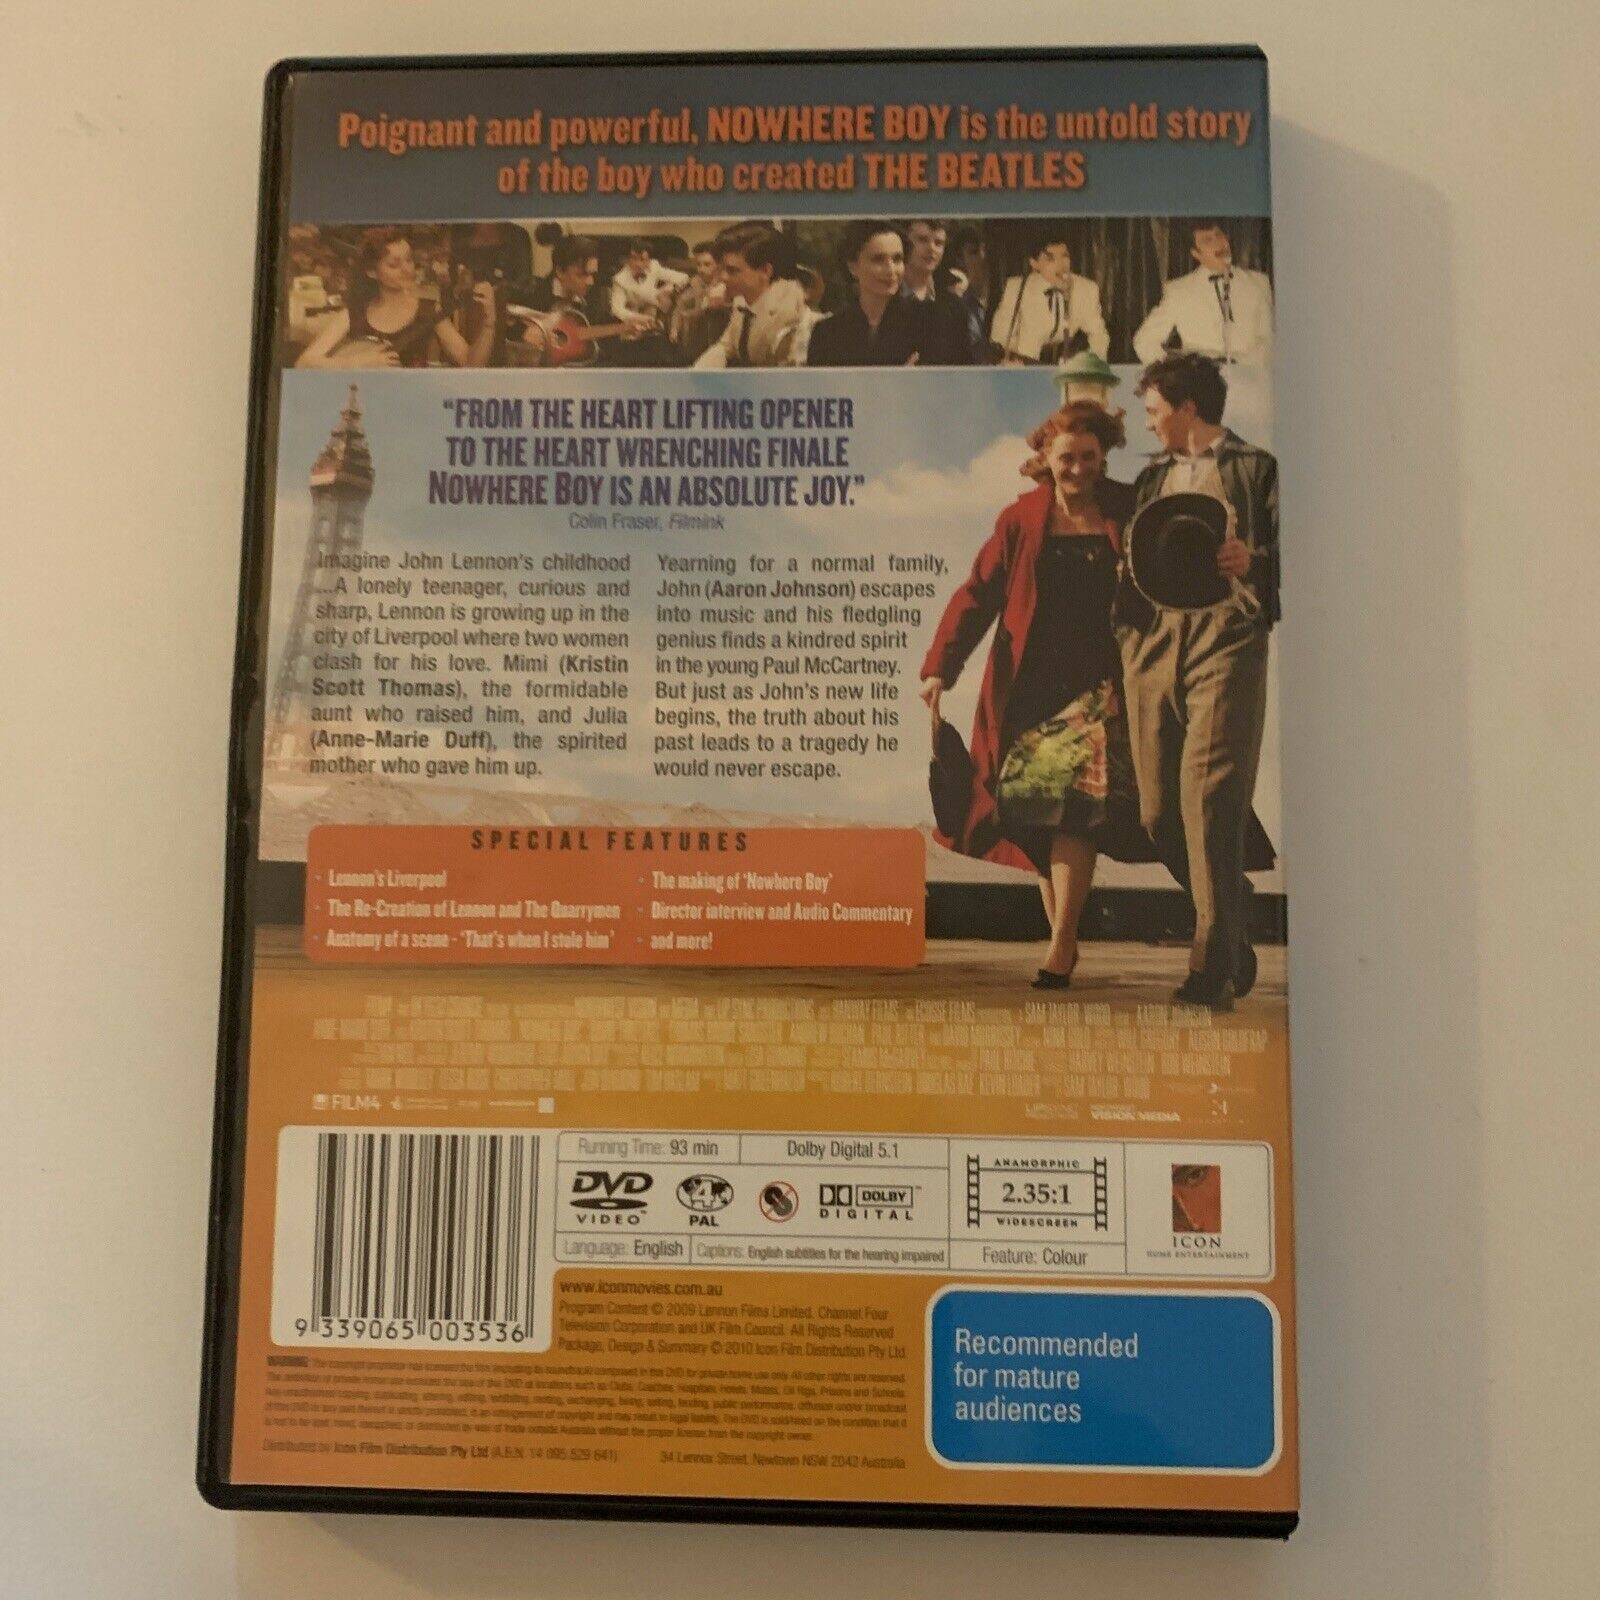 Poignant and powerful, NOWHERE BOY is the untold story
of the boy who created THE BEATLES
"FROM THE HEART LIFTING OPENER
TO THE HEART WRENCHING FINALE
NOWHERE BOY IS AN ABSOLUTE JOY."
Colin Fraser, Filmink
Imagine John Lennon's childhood
...A lonely teenager, curious and
sharp, Lennon is growing up in the
city of Liverpool where two women
clash for his love. Mimi (Kristin
Scott Thomas), the formidable
aunt who raised him, and Julia
(Anne-Marie Duff), the spirited
mother who gave him up.
Yearning for a normal family,
John (Aaron Johnson) escapes
into music and his fledgling
genius finds a kindred spirit
in the young Paul McCartney.
But just as John's new life
begins, the truth about his
past leads to a tragedy he
would never escape.
SPECIAL FEATURES
· Lennon's Liverpool
· The Re-Creation of Lennon and The Quarrymen
· Anatomy of a scene - 'That's when I stole him'
· The making of 'Nowhere Boy'
· Director interview and Audio Commentary
· and more!
FILM4
VISION MEDIA
Running Time: 93 min
Dolby Digital 5.1
DVD
VIDEO™
4
PAL
DOLBY™
DIGITAL
ANAMORPHIC
2.35:1
WIDESCREEN
ICON
HOME ENTERTAINMENT
Language: English
Captions: English subtitles for the hearing impaired
Feature: Colour
9 339065 003536
www.iconmovies.com.au
Program Content © 2009 Lennon Films Limited, Channel Four
Television Corporation and UK Film Council. All Rights Reserved
Package, Design & Summary © 2010 Icon Film Distribution Pty Ltd
Recommended
for mature
audiences
Distributed by Icon Film Distribution Pty Ltd (A.B.N. 14 095 529 641)
34 Lennox Street, Newtown NSW 2042 Australia